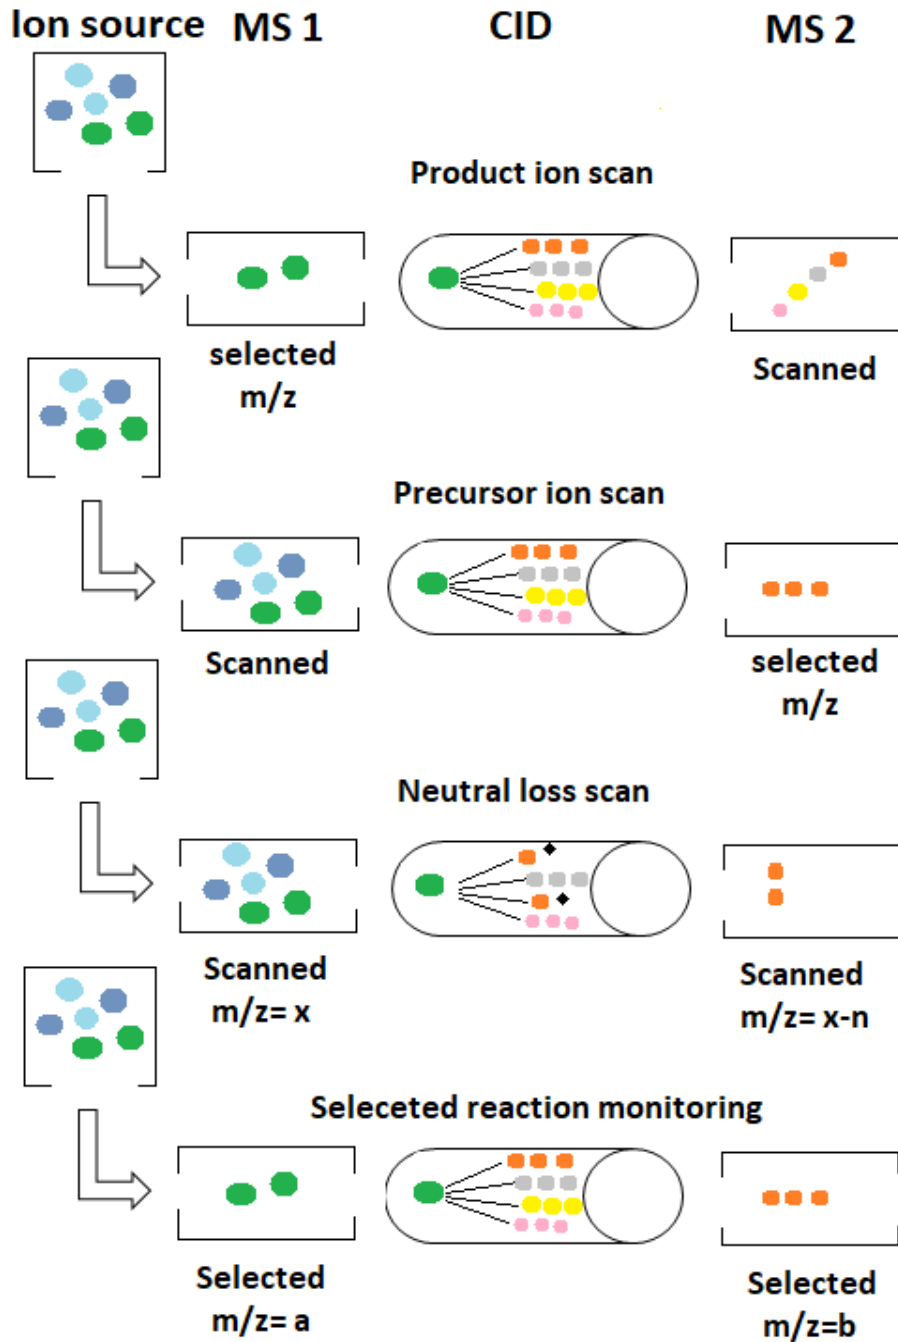 Ion source MS 1 CID MS 2
Product ion scan
selected
m/z
Scanned
Precursor ion scan
Scanned
selected
m/z
Neutral loss scan
Scanned
m/z= x
Scanned
m/z= x-n
Seleceted reaction monitoring
Selected
m/z= a
Selected
m/z=b